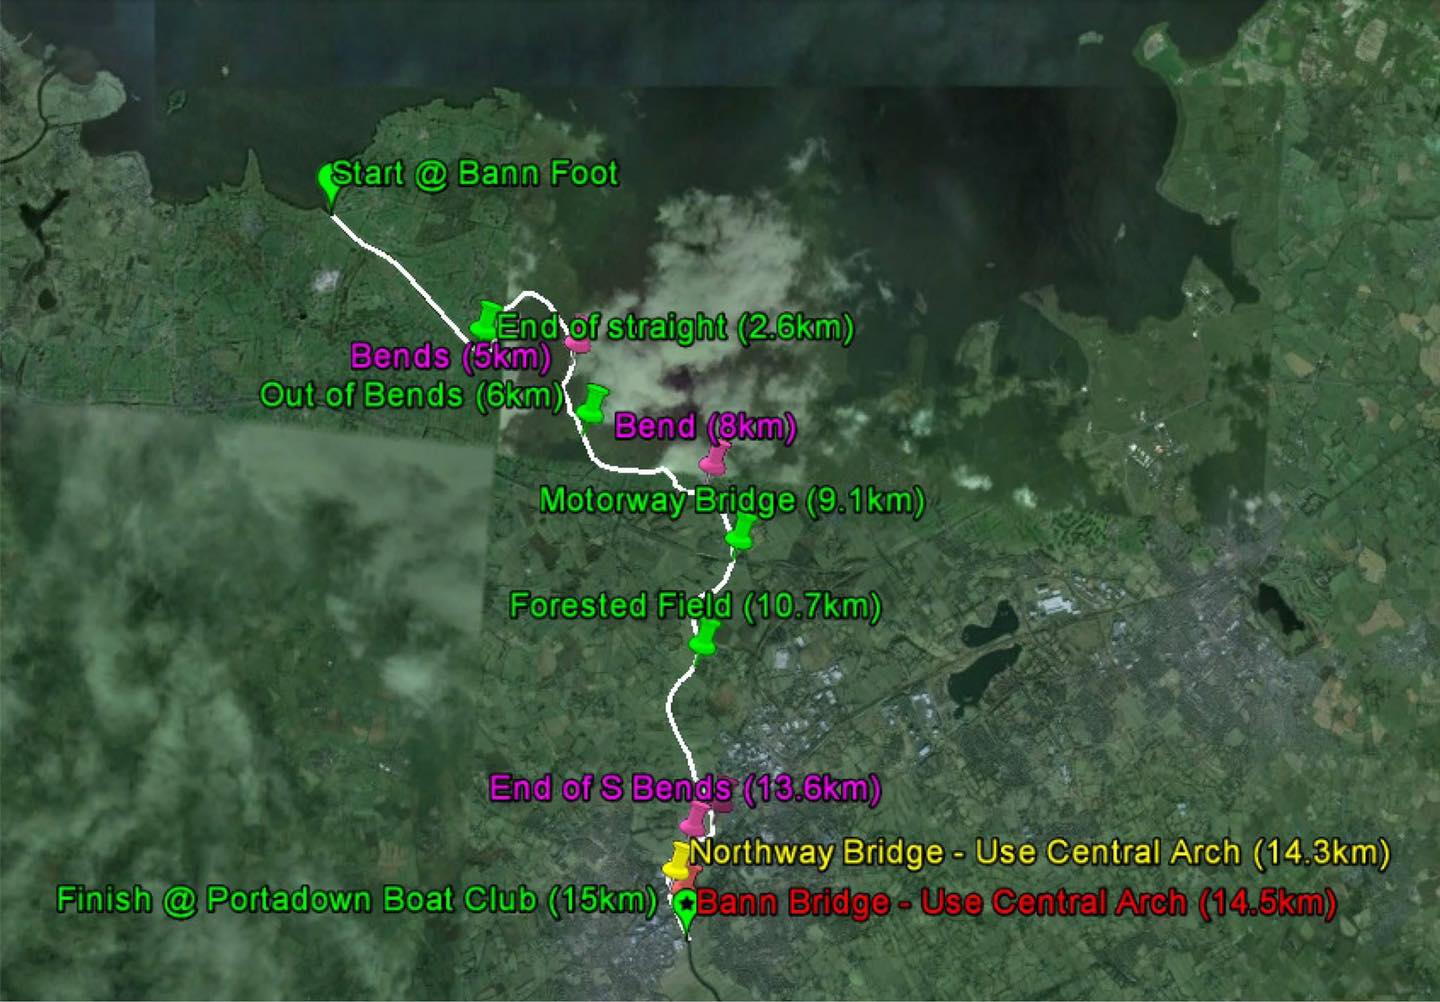 Start @ Bann Foot
End of straight (2.6km)
Bends (5km)
Out of Bends (6km)
Bend (8km)
Motorway Bridge (9.1km)
Forested Field (10.7km)
End of S Bends (13.6km)
Northway Bridge - Use Central Arch (14.3km)
Finish @ Portadown Boat Club (15km)
Bann Bridge - Use Central Arch (14.5km)